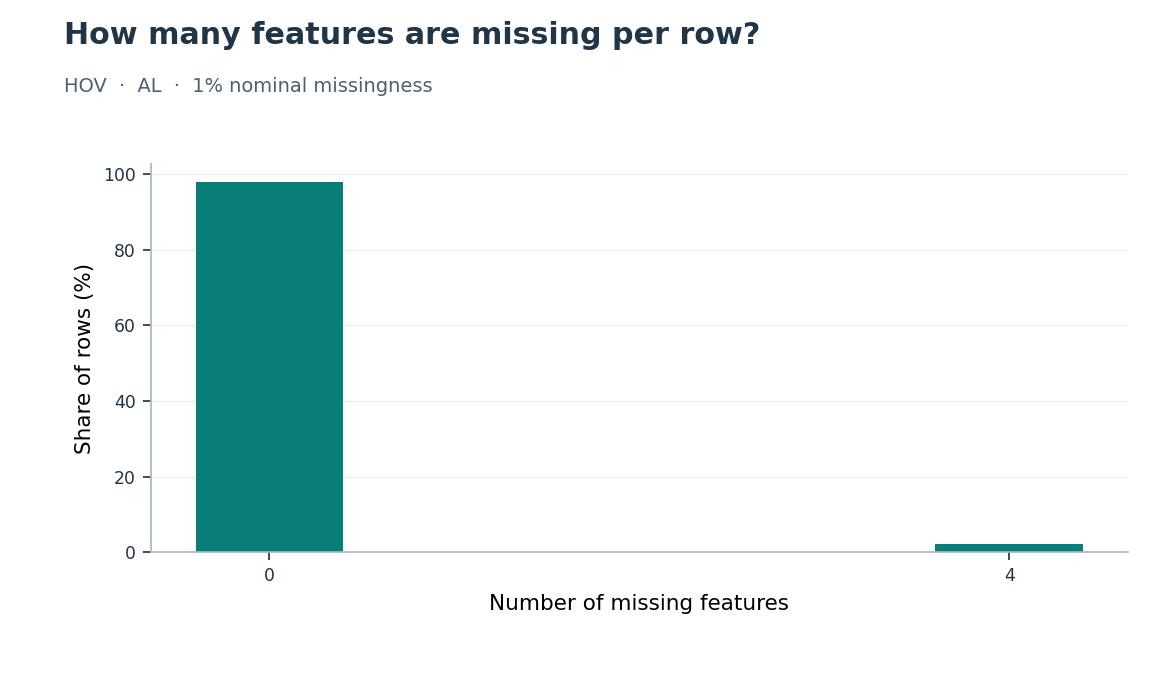 How many features are missing per row?
HOV · AL · 1% nominal missingness
100
80
60
40
20
0
Share of rows (%)
0 4
Number of missing features